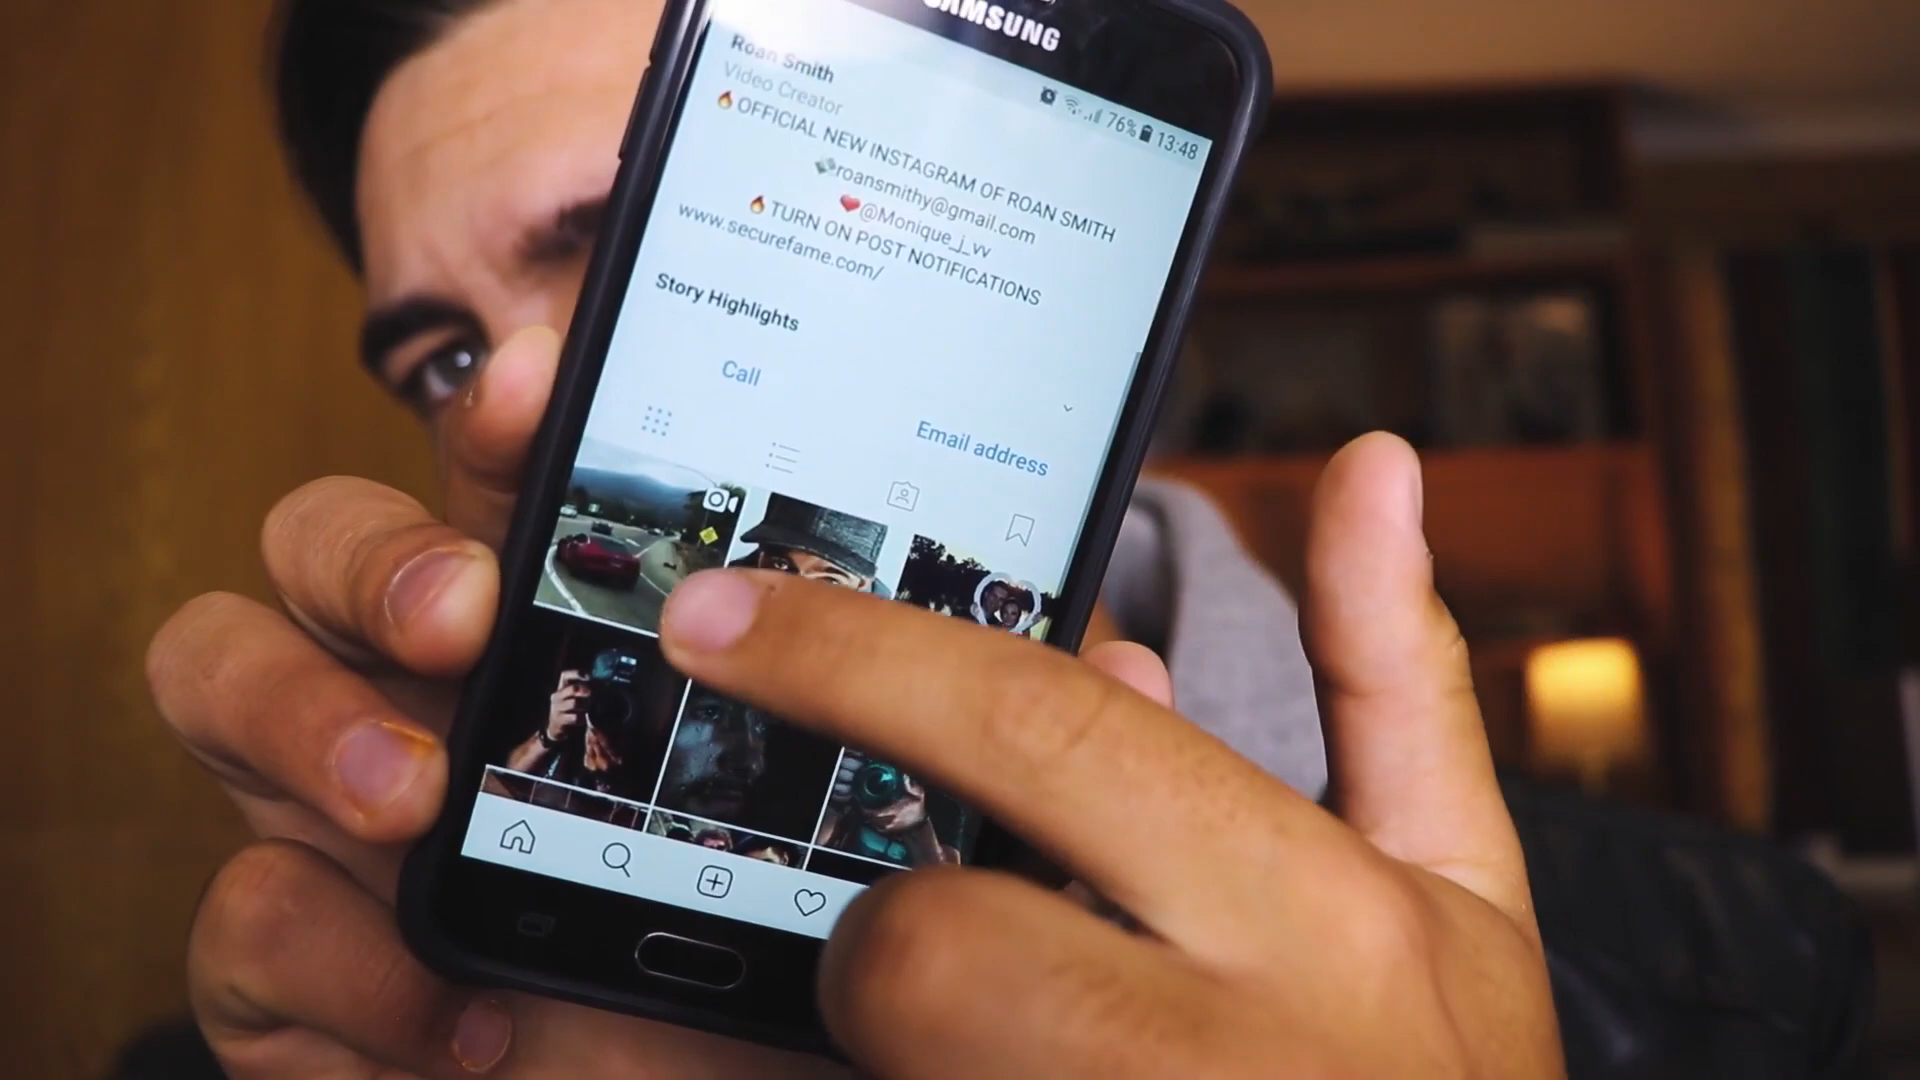 SAMSUNG
76% 13:48
Roan Smith
Video Creator
🔥OFFICIAL NEW INSTAGRAM OF ROAN SMITH
roansmithy@gmail.com
❤@Monique_j_vv
🔥TURN ON POST NOTIFICATIONS
www.securefame.com/
Story Highlights
Call
Email address